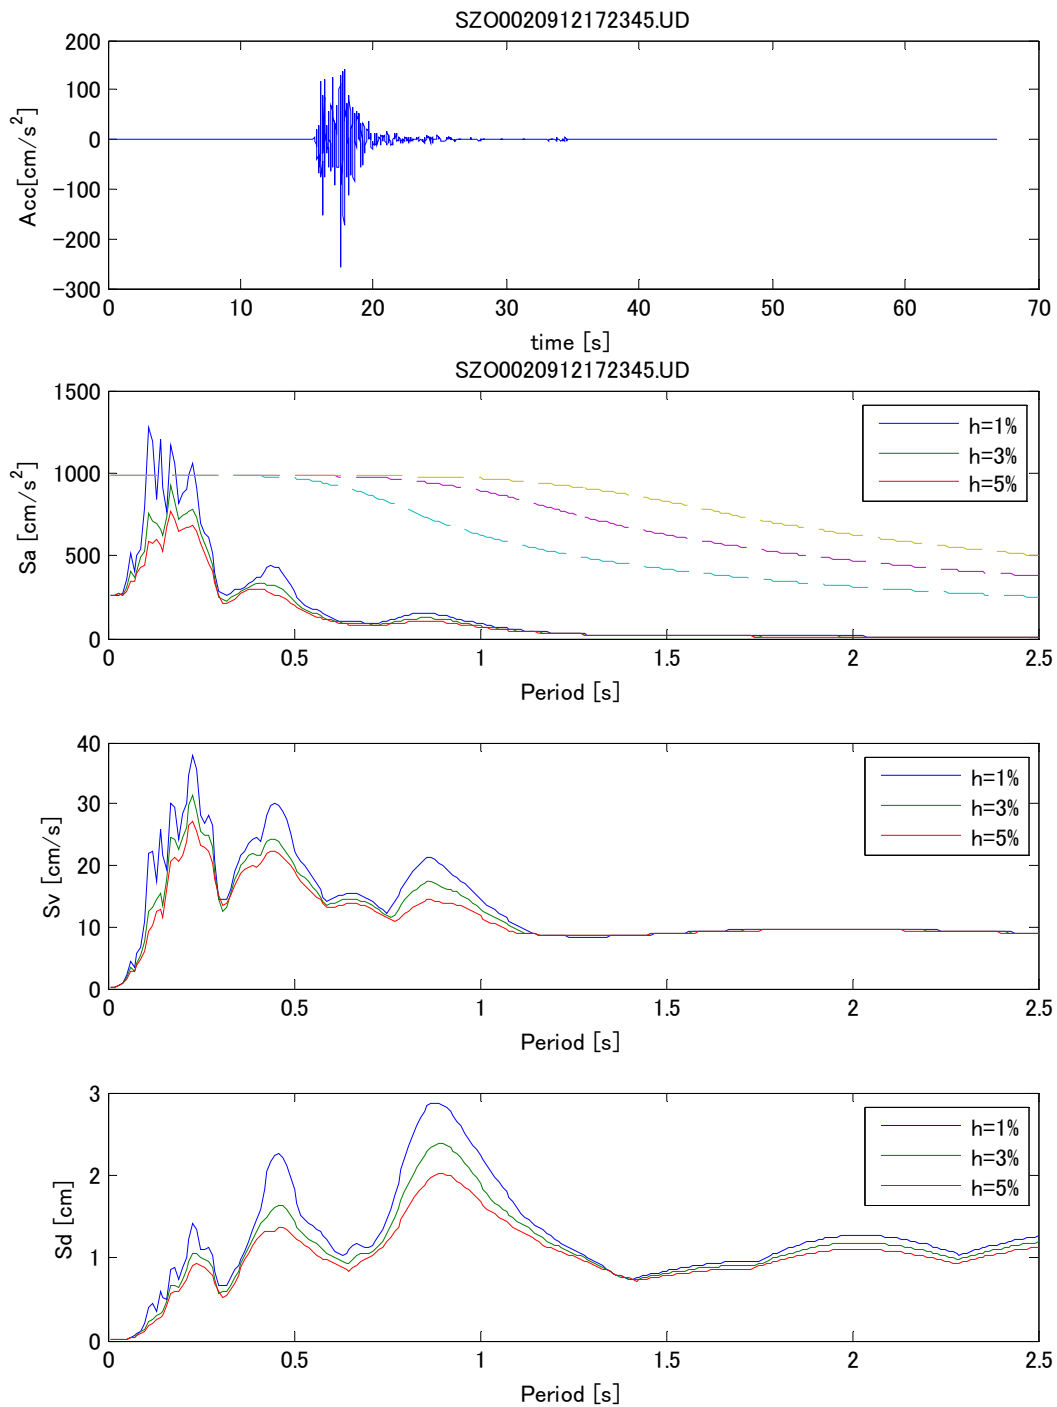 SZO0020912172345.UD
200
100
0
−100
−200
−300
Acc[cm/s²]
0 10 20 30 40 50 60 70
time [s]
SZO0020912172345.UD
1500
1000
500
0
Sa [cm/s²]
h=1%
h=3%
h=5%
0 0.5 1 1.5 2 2.5
Period [s]
40
30
20
10
0
Sv [cm/s]
h=1%
h=3%
h=5%
0 0.5 1 1.5 2 2.5
Period [s]
3
2
1
0
Sd [cm]
h=1%
h=3%
h=5%
0 0.5 1 1.5 2 2.5
Period [s]